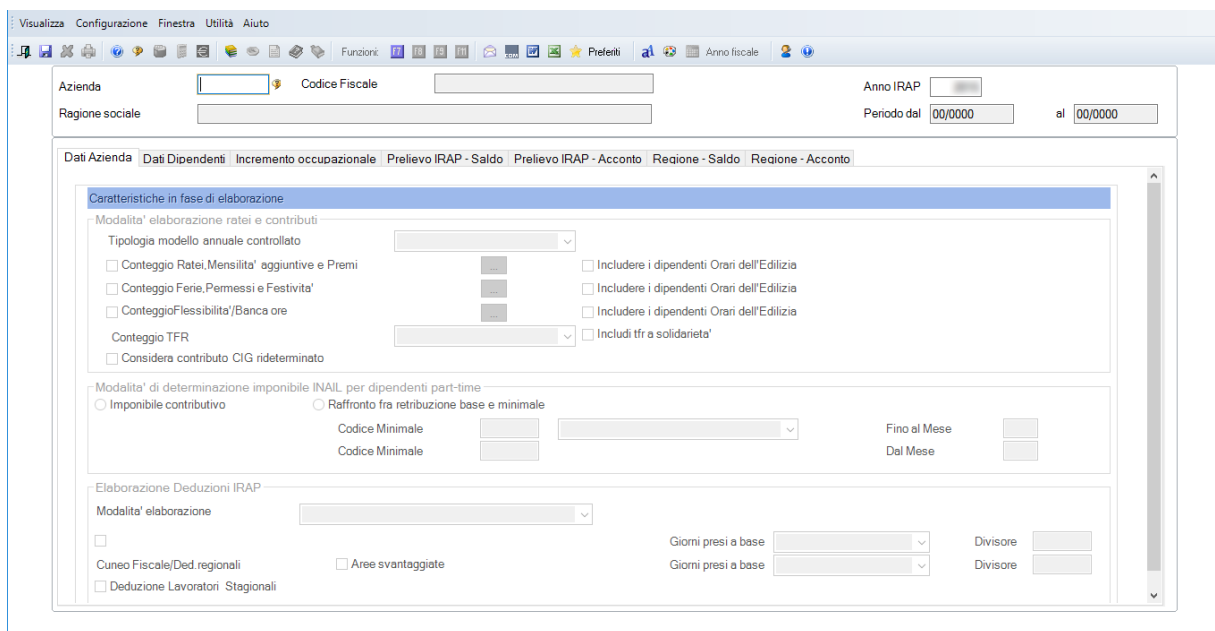 Visualizza Configurazione Finestra Utilità Aiuto
Funzioni: F7 F8 F9 F11 Preferiti Anno fiscale
Azienda Codice Fiscale Anno IRAP
Ragione sociale Periodo dal 00/0000 al 00/0000
Dati Azienda Dati Dipendenti Incremento occupazionale Prelievo IRAP - Saldo Prelievo IRAP - Acconto Regione - Saldo Regione - Acconto
Caratteristiche in fase di elaborazione
Modalita' elaborazione ratei e contributi
Tipologia modello annuale controllato
Conteggio Ratei,Mensilita' aggiuntive e Premi ... Includere i dipendenti Orari dell'Edilizia
Conteggio Ferie,Permessi e Festivita' ... Includere i dipendenti Orari dell'Edilizia
ConteggioFlessibilita'/Banca ore ... Includere i dipendenti Orari dell'Edilizia
Conteggio TFR Includi tfr a solidarieta'
Considera contributo CIG rideterminato
Modalita' di determinazione imponibile INAIL per dipendenti part-time
Imponibile contributivo Raffronto fra retribuzione base e minimale
Codice Minimale Fino al Mese
Codice Minimale Dal Mese
Elaborazione Deduzioni IRAP
Modalita' elaborazione
Giorni presi a base Divisore
Cuneo Fiscale/Ded.regionali Aree svantaggiate Giorni presi a base Divisore
Deduzione Lavoratori Stagionali